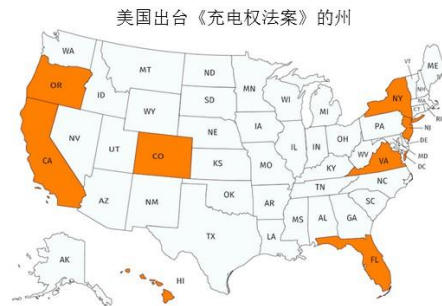 美国出台《充电权法案》的州
WA
MT
ND
MN
VT
ME
OR
ID
SD
WI
MI
NY
WY
IA
PA
NJ
NV
NE
IL
IN
OH
DE
UT
CO
KS
MO
WV
VA
MD
DC
CA
KY
NC
TN
AZ
NM
OK
AR
SC
MS
AL
GA
TX
LA
AK
HI
FL